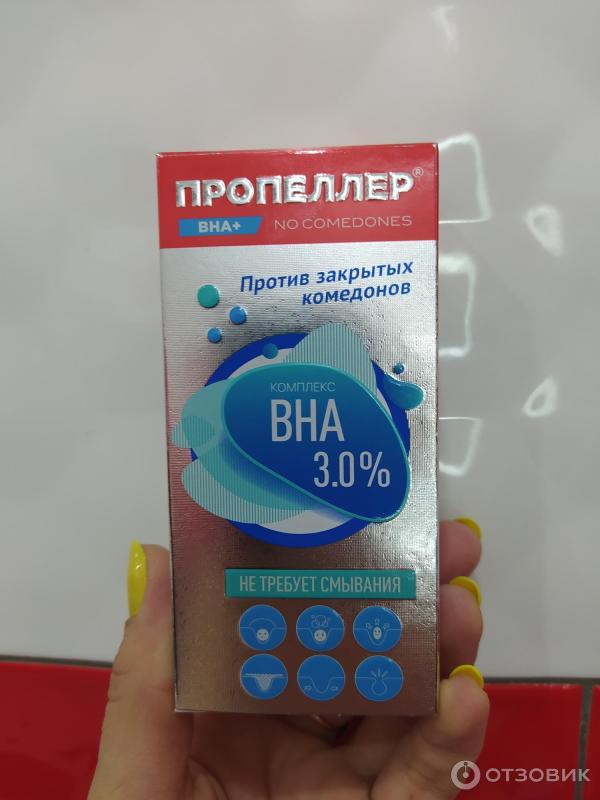 ПРОПЕЛЛЕР®
BHA+ NO COMEDONES
Против закрытых
комедонов
КОМПЛЕКС
BHA
3.0%
НЕ ТРЕБУЕТ СМЫВАНИЯ
ОТЗОВИК